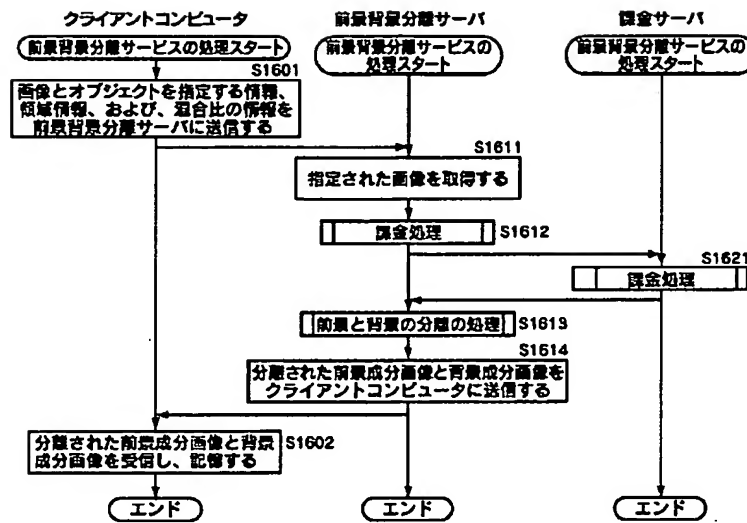 クライアントコンピュータ
前景背景分離サービスの処理スタート
S1601
画像とオブジェクトを指定する情報、
領域情報、および、混合比の情報を
前景背景分離サーバに送信する
前景背景分離サーバ
前景背景分離サービスの
処理スタート
S1611
指定された画像を取得する
課金処理
S1612
課金サーバ
前景背景分離サービスの
処理スタート
S1621
課金処理
前景と背景の分離の処理
S1613
S1614
分離された前景成分画像と背景成分画像を
クライアントコンピュータに送信する
分離された前景成分画像と背景
成分画像を受信し、記憶する
S1602
エンド
エンド
エンド